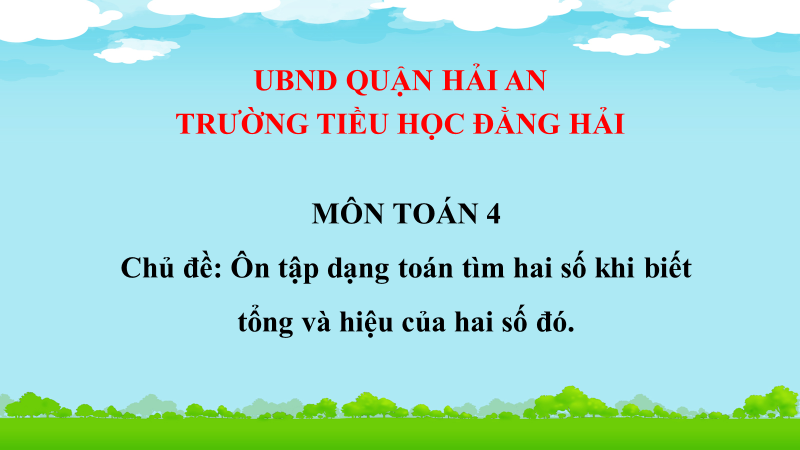 UBND QUẬN HẢI AN
TRƯỜNG TIỂU HỌC ĐẰNG HẢI
MÔN TOÁN 4
Chủ đề: Ôn tập dạng toán tìm hai số khi biết
tổng và hiệu của hai số đó.